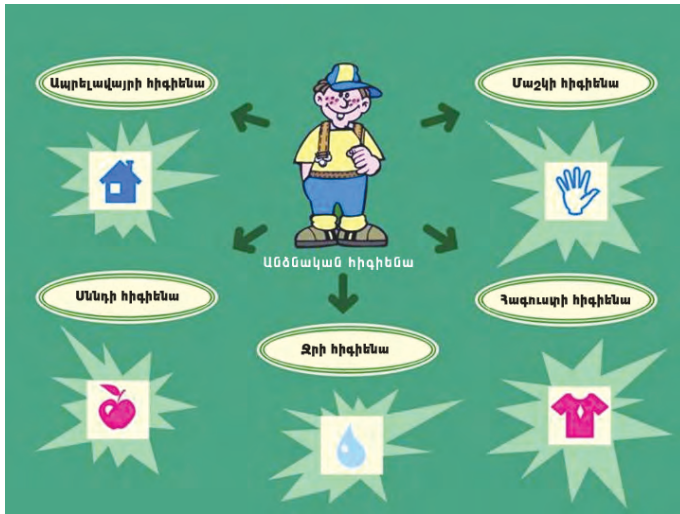 Ապրելավայրի հիգիենա
Մաշկի հիգիենա
Անձնական հիգիենա
Սննդի հիգիենա
Հագուստի հիգիենա
Ջրի հիգիենա